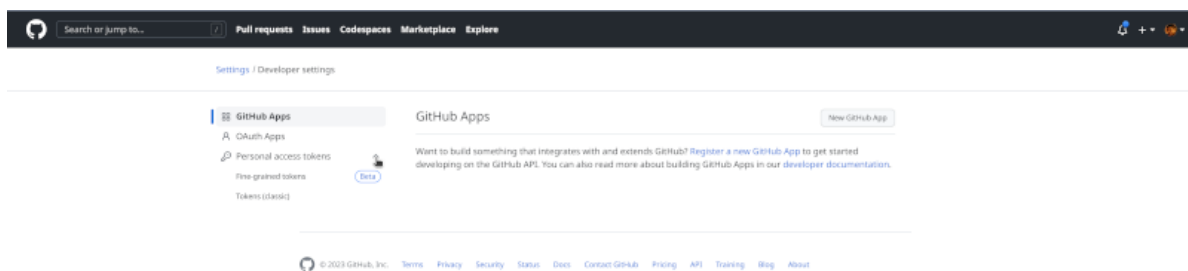 Search or jump to... /
Pull requests Issues Codespaces Marketplace Explore
Settings / Developer settings
GitHub Apps
OAuth Apps
Personal access tokens
Fine-grained tokens Beta
Tokens (classic)
GitHub Apps New GitHub App
Want to build something that integrates with and extends GitHub? Register a new GitHub App to get started
developing on the GitHub API. You can also read more about building GitHub Apps in our developer documentation.
© 2023 GitHub, Inc. Terms Privacy Security Status Docs Contact GitHub Pricing API Training Blog About